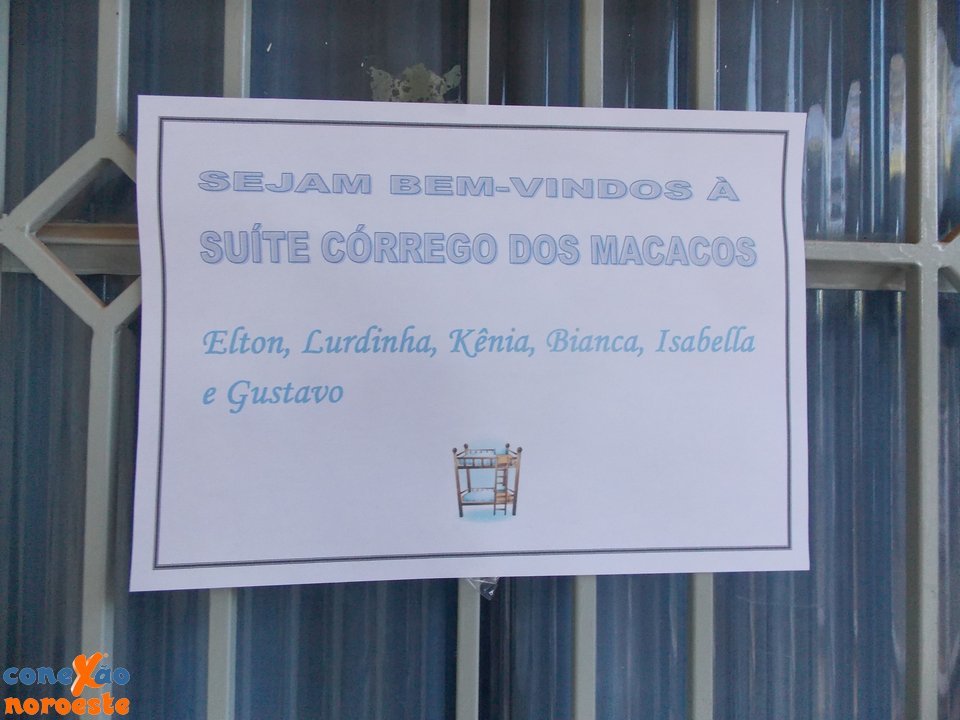 SEJAM BEM-VINDOS À
SUÍTE CÓRREGO DOS MACACOS
Elton, Lurdinha, Kênia, Bianca, Isabella
e Gustavo
conexão
noroeste